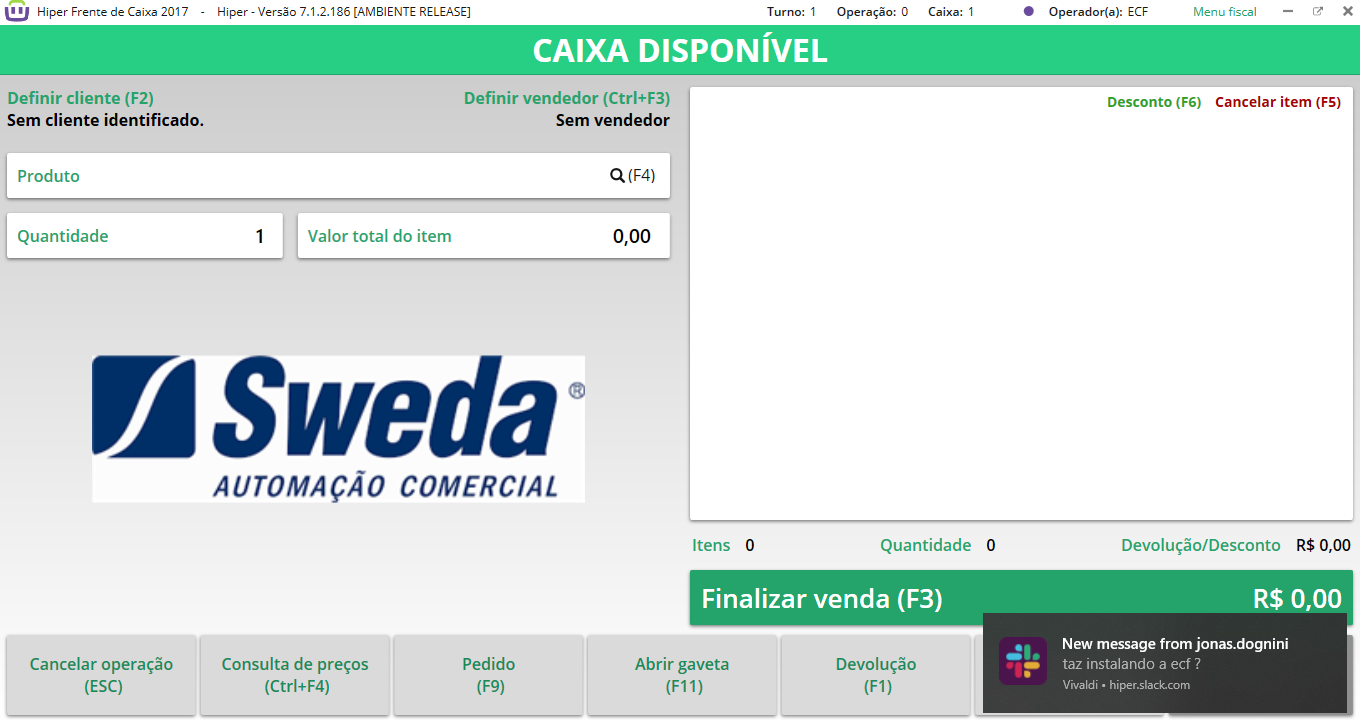 Hiper Frente de Caixa 2017 - Hiper - Versão 7.1.2.186 [AMBIENTE RELEASE] Turno: 1 Operação: 0 Caixa: 1 Operador(a): ECF Menu fiscal
CAIXA DISPONÍVEL
Definir cliente (F2) Definir vendedor (Ctrl+F3)
Sem cliente identificado. Sem vendedor
Desconto (F6) Cancelar item (F5)
Produto (F4)
Quantidade 1 Valor total do item 0,00
Sweda ®
AUTOMAÇÃO COMERCIAL
Itens 0 Quantidade 0 Devolução/Desconto R$ 0,00
Finalizar venda (F3) R$ 0,00
Cancelar operação
(ESC)
Consulta de preços
(Ctrl+F4)
Pedido
(F9)
Abrir gaveta
(F11)
Devolução
(F1)
New message from jonas.dognini
taz instalando a ecf ?
Vivaldi • hiper.slack.com